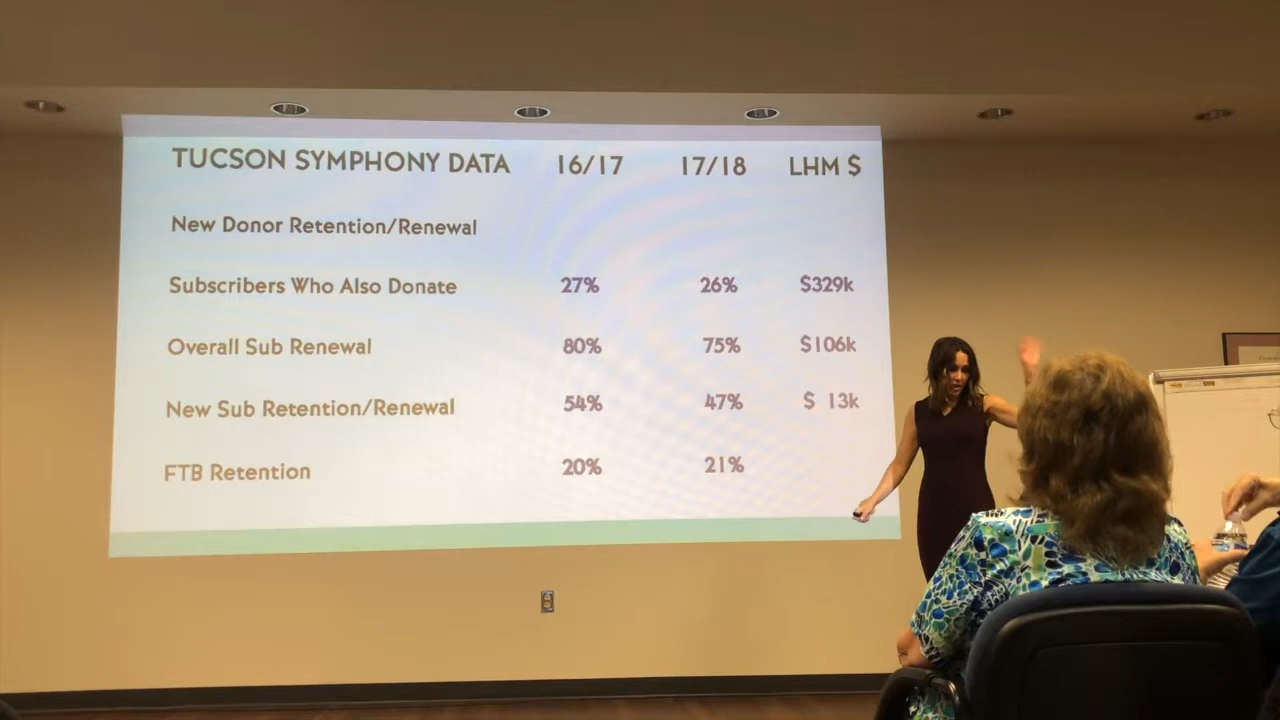 TUCSON SYMPHONY DATA 16/17 17/18 LHM $
New Donor Retention/Renewal
Subscribers Who Also Donate 27% 26% $329k
Overall Sub Renewal 80% 75% $106k
New Sub Retention/Renewal 54% 47% $ 13k
FTB Retention 20% 21%